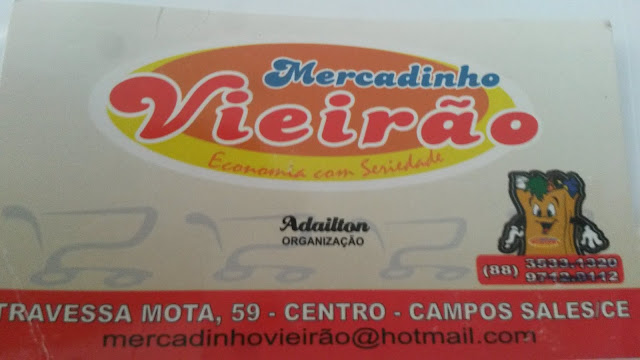 Mercadinho
Vieirão
Economia com Seriedade
Adailton
ORGANIZAÇÃO
(88)
TRAVESSA MOTA, 59 - CENTRO - CAMPOS SALES/CE
mercadinhovieirão@hotmail.com